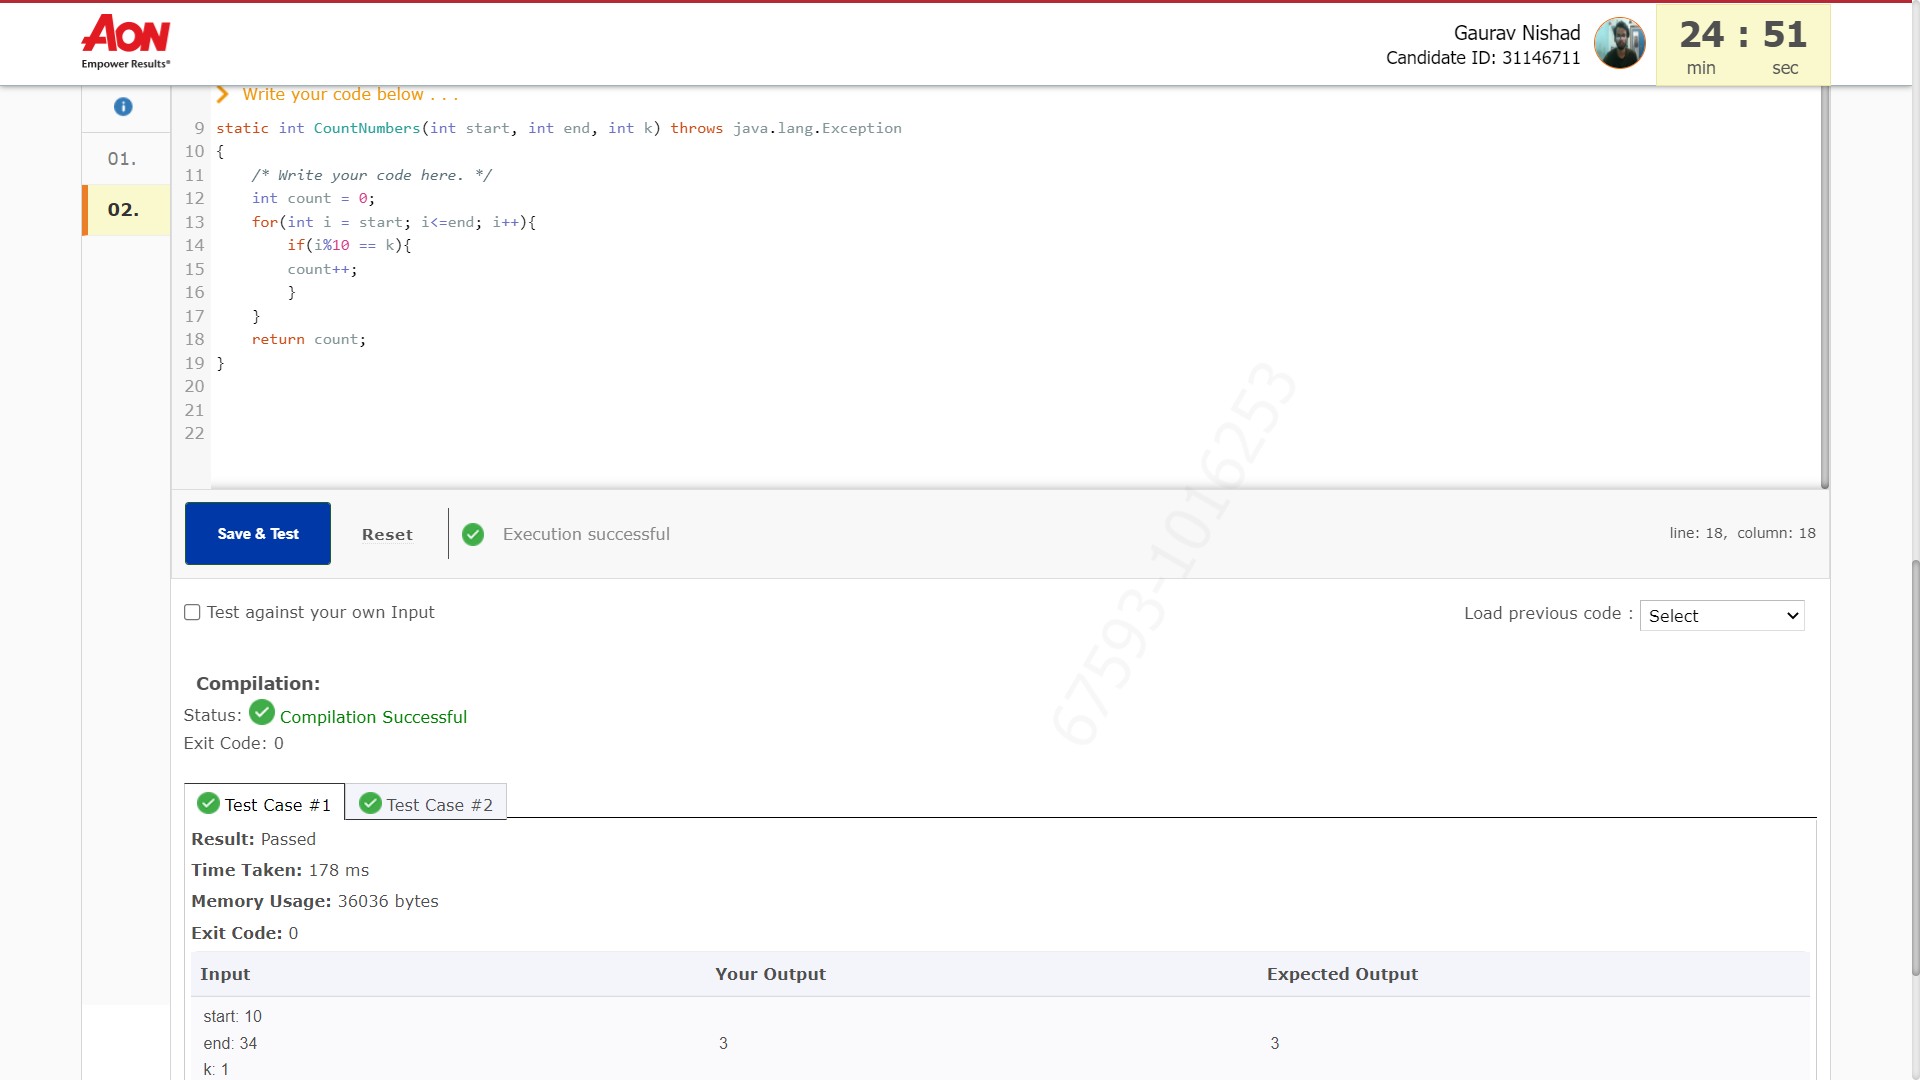 AON
Empower Results®
Gaurav Nishad
Candidate ID: 31146711
24 : 51
min sec
01.
02.
Write your code below . . .
9 static int CountNumbers(int start, int end, int k) throws java.lang.Exception
10 {
11 /* Write your code here. */
12 int count = 0;
13 for(int i = start; i<=end; i++){
14 if(i%10 == k){
15 count++;
16 }
17 }
18 return count;
19 }
20
21
22
Save & Test
Reset
Execution successful
line: 18, column: 18
Test against your own Input
Load previous code :
Select
Compilation:
Status: Compilation Successful
Exit Code: 0
Test Case #1
Test Case #2
Result: Passed
Time Taken: 178 ms
Memory Usage: 36036 bytes
Exit Code: 0
Input Your Output Expected Output
start: 10
end: 34 3 3
k: 1
67593-1016253